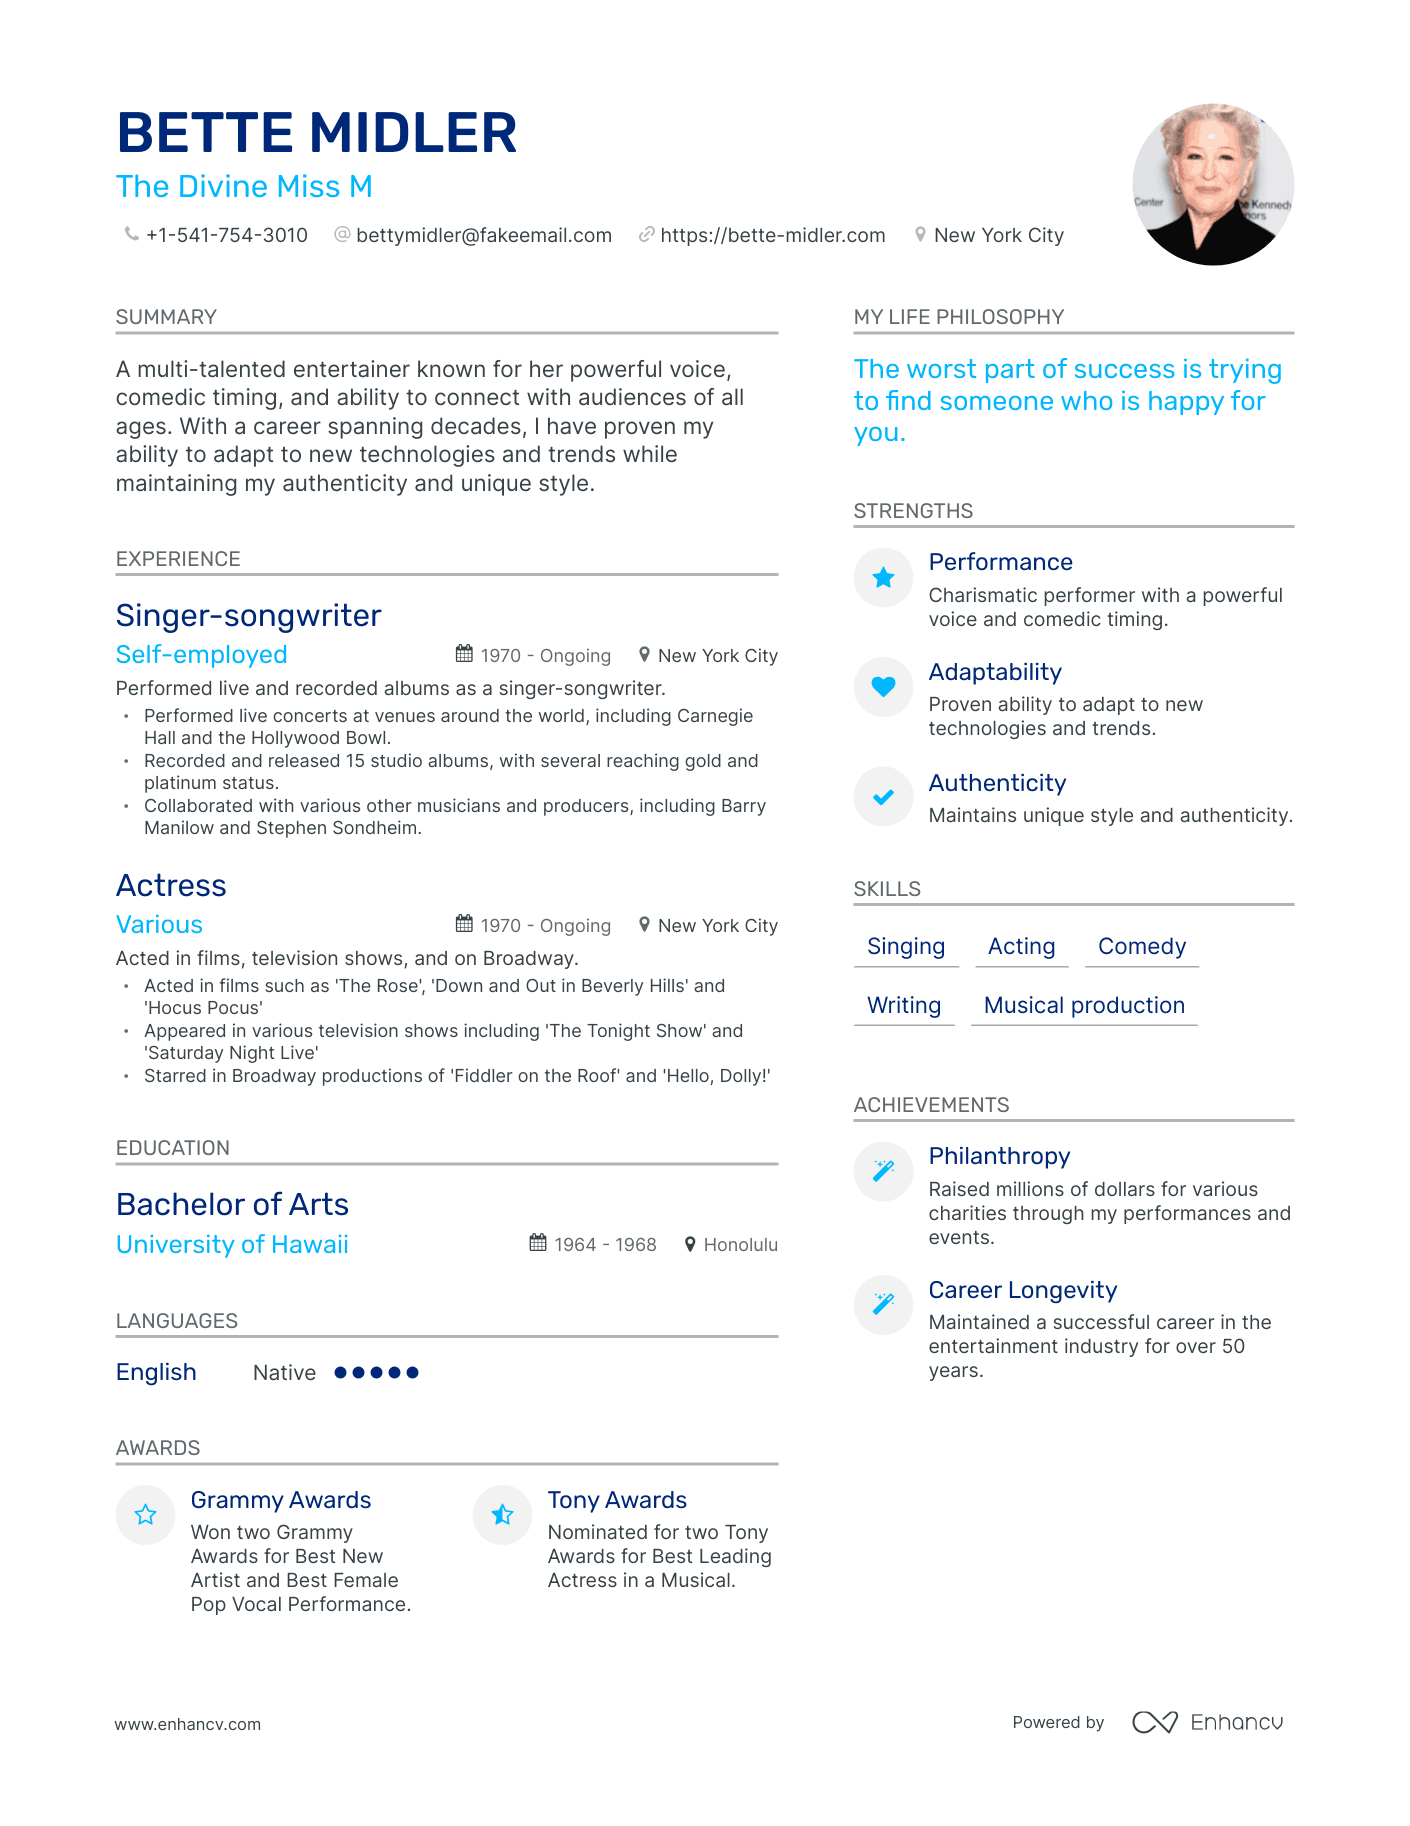 BETTE MIDLER
The Divine Miss M
+1-541-754-3010 @ bettymidler@fakeemail.com https://bette-midler.com New York City
Center
he Kennedy
nors
SUMMARY
A multi-talented entertainer known for her powerful voice,
comedic timing, and ability to connect with audiences of all
ages. With a career spanning decades, I have proven my
ability to adapt to new technologies and trends while
maintaining my authenticity and unique style.
EXPERIENCE
Singer-songwriter
Self-employed 1970 - Ongoing New York City
Performed live and recorded albums as a singer-songwriter.
• Performed live concerts at venues around the world, including Carnegie
Hall and the Hollywood Bowl.
• Recorded and released 15 studio albums, with several reaching gold and
platinum status.
• Collaborated with various other musicians and producers, including Barry
Manilow and Stephen Sondheim.
Actress
Various 1970 - Ongoing New York City
Acted in films, television shows, and on Broadway.
• Acted in films such as 'The Rose', 'Down and Out in Beverly Hills' and
'Hocus Pocus'
• Appeared in various television shows including 'The Tonight Show' and
'Saturday Night Live'
• Starred in Broadway productions of 'Fiddler on the Roof' and 'Hello, Dolly!'
EDUCATION
Bachelor of Arts
University of Hawaii 1964 - 1968 Honolulu
LANGUAGES
English Native
AWARDS
Grammy Awards
Won two Grammy
Awards for Best New
Artist and Best Female
Pop Vocal Performance.
Tony Awards
Nominated for two Tony
Awards for Best Leading
Actress in a Musical.
MY LIFE PHILOSOPHY
The worst part of success is trying
to find someone who is happy for
you.
STRENGTHS
Performance
Charismatic performer with a powerful
voice and comedic timing.
Adaptability
Proven ability to adapt to new
technologies and trends.
Authenticity
Maintains unique style and authenticity.
SKILLS
Singing Acting Comedy
Writing Musical production
ACHIEVEMENTS
Philanthropy
Raised millions of dollars for various
charities through my performances and
events.
Career Longevity
Maintained a successful career in the
entertainment industry for over 50
years.
www.enhancv.com
Powered by Enhancv